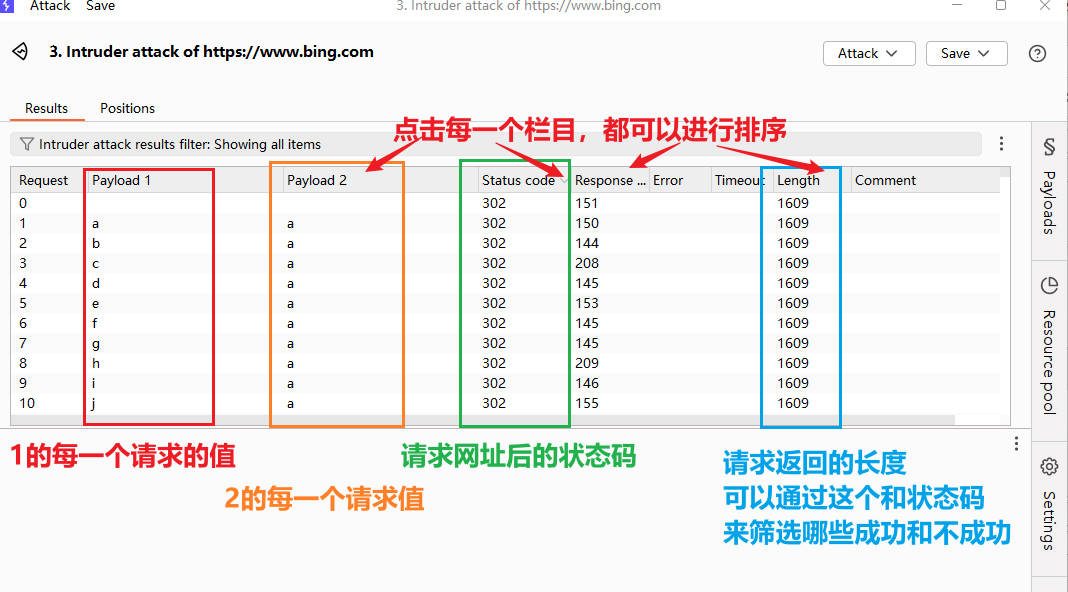 Attack Save 3. Intruder Attack of https://www.bing.com
3. Intruder attack of https://www.bing.com
Attack Save
Results Positions
点击每一个栏目，都可以进行排序
Intruder attack results filter: Showing all items
Request Payload 1 Payload 2 Status code Response ... Error Timeout Length Comment
0 302 151 1609
1 a a 302 150 1609
2 b a 302 144 1609
3 c a 302 208 1609
4 d a 302 145 1609
5 e a 302 153 1609
6 f a 302 145 1609
7 g a 302 145 1609
8 h a 302 209 1609
9 i a 302 146 1609
10 j a 302 155 1609
Payloads
Resource pool
Settings
1的每一个请求的值
2的每一个请求值
请求网址后的状态码
请求返回的长度
可以通过这个和状态码
来筛选哪些成功和不成功